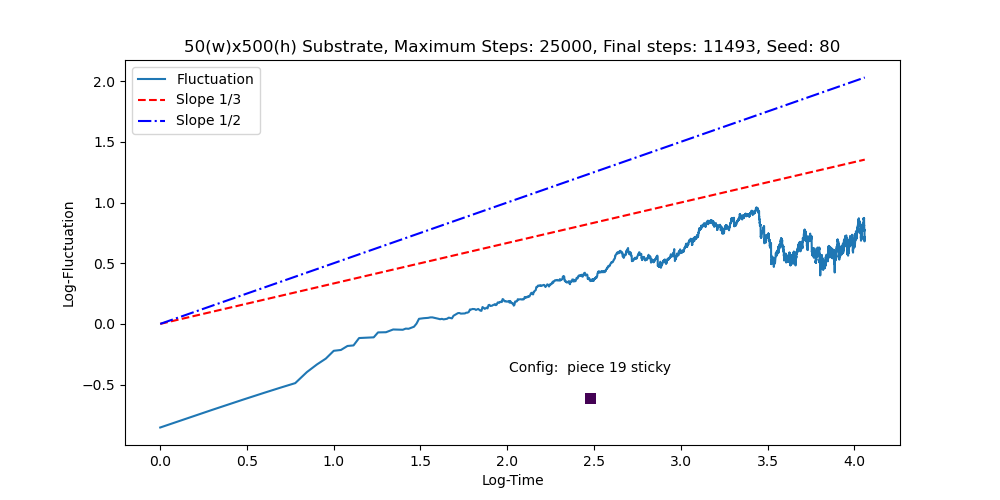 50(w)x500(h) Substrate, Maximum Steps: 25000, Final steps: 11493, Seed: 80
Fluctuation
Slope 1/3
Slope 1/2
2.0
1.5
1.0
0.5
0.0
−0.5
Log-Fluctuation
Config:  piece 19 sticky
0.0 0.5 1.0 1.5 2.0 2.5 3.0 3.5 4.0
Log-Time